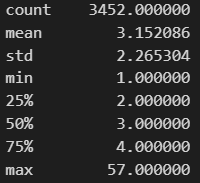 count 3452.000000
mean 3.152086
std 2.265304
min 1.000000
25% 2.000000
50% 3.000000
75% 4.000000
max 57.000000